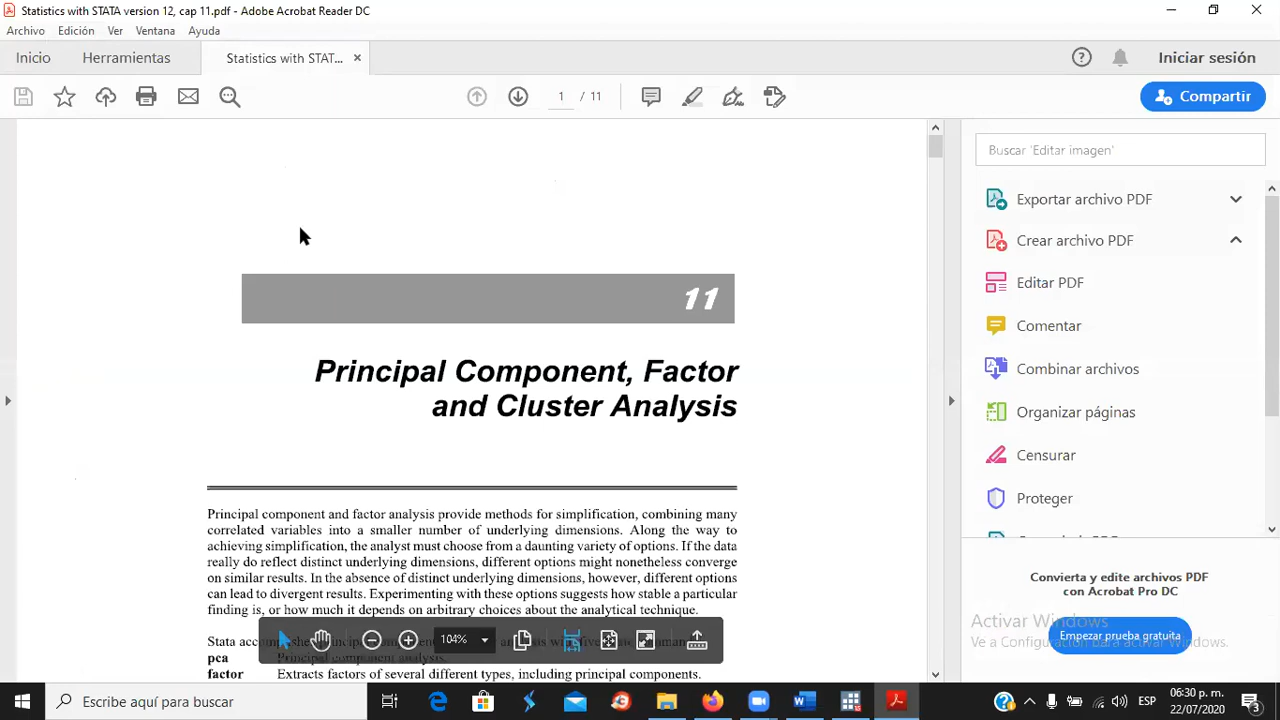 Statistics with STATA version 12, cap 11.pdf - Adobe Acrobat Reader DC
Archivo Edición Ver Ventana Ayuda
Inicio Herramientas Statistics with STAT... × Iniciar sesión
1 / 11 Compartir
Buscar 'Editar imagen'
Exportar archivo PDF
Crear archivo PDF
Editar PDF
Comentar
Combinar archivos
Organizar páginas
Censurar
Proteger
Convierta y edite archivos PDF
con Acrobat Pro DC
Empezar prueba gratuita
Activar Windows
Ve a Configuración para activar Windows.
11
Principal Component, Factor
and Cluster Analysis
Principal component and factor analysis provide methods for simplification, combining many
correlated variables into a smaller number of underlying dimensions. Along the way to
achieving simplification, the analyst must choose from a daunting variety of options. If the data
really do reflect distinct underlying dimensions, different options might nonetheless converge
on similar results. In the absence of distinct underlying dimensions, however, different options
can lead to divergent results. Experimenting with these options suggests how stable a particular
finding is, or how much it depends on arbitrary choices about the analytical technique.
Stata
104%
pca Principal component analysis.
factor Extracts factors of several different types, including principal components.
Escribe aquí para buscar
ESP
06:30 p. m.
22/07/2020
3